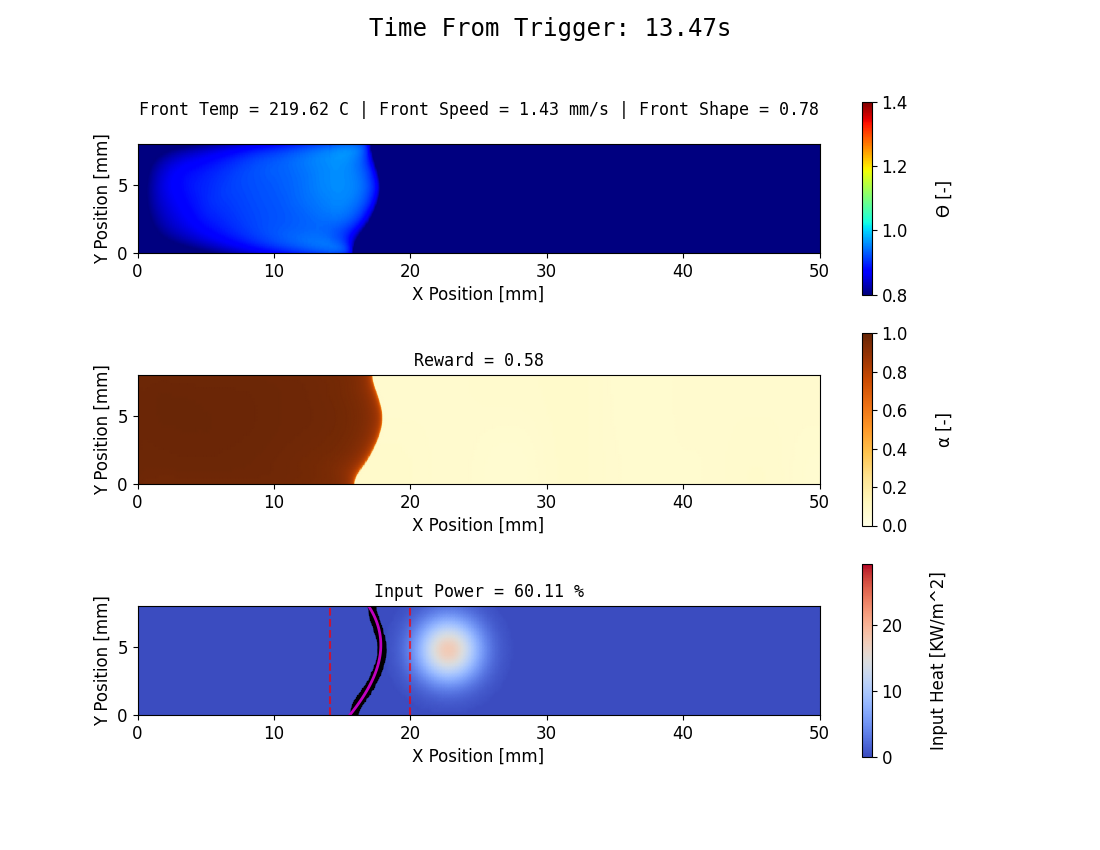 Time From Trigger: 13.47s
Front Temp = 219.62 C | Front Speed = 1.43 mm/s | Front Shape = 0.78
Y Position [mm]
5
0
0 10 20 30 40 50
X Position [mm]
1.4
1.2
1.0
0.8
ϴ [-]
Reward = 0.58
Y Position [mm]
5
0
0 10 20 30 40 50
X Position [mm]
1.0
0.8
0.6
0.4
0.2
0.0
α [-]
Input Power = 60.11 %
Y Position [mm]
5
0
0 10 20 30 40 50
X Position [mm]
20
10
0
Input Heat [KW/m^2]